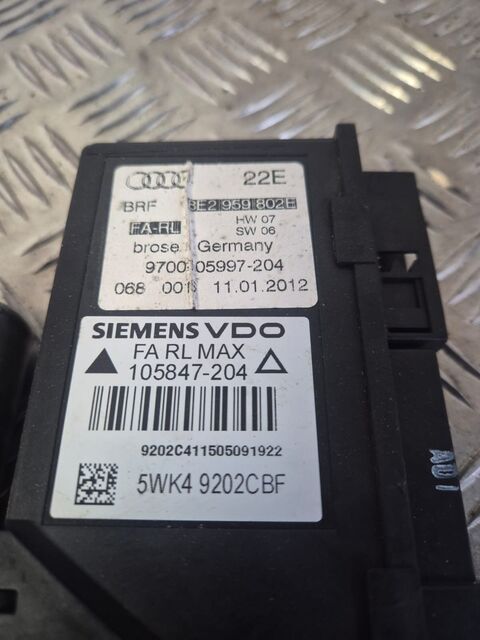 22E
BRF 8E2 959 802E
FA-RL HW 07
SW 06
brose Germany
9700 05997-204
068 001 11.01.2012
SIEMENS VDO
FA RL MAX
105847-204
9202C411505091922
5WK4 9202CBF